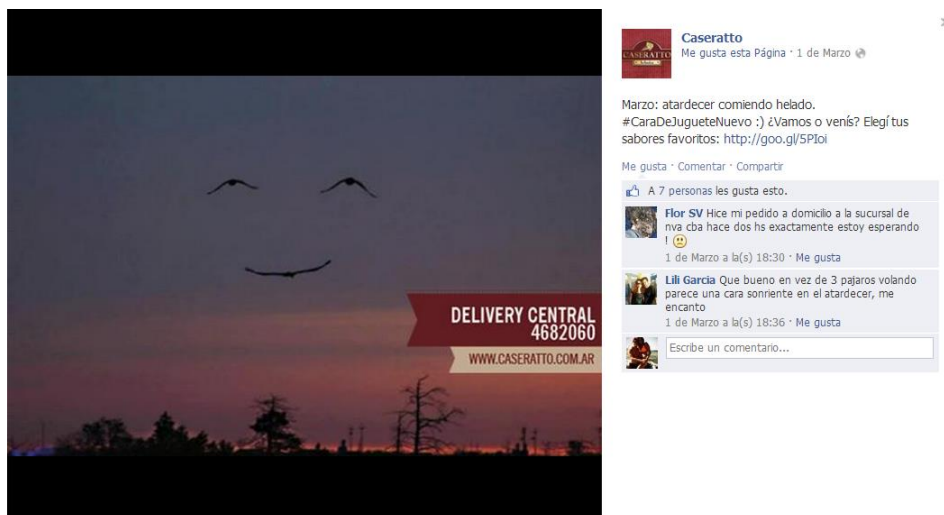 DELIVERY CENTRAL
4682060
WWW.CASERATTO.COM.AR
CASERATTO
Caseratto
Me gusta esta Página · 1 de Marzo
Marzo: atardecer comiendo helado.
#CaraDeJugueteNuevo :) ¿Vamos o venís? Elegí tus
sabores favoritos: http://goo.gl/5PIoi
Me gusta · Comentar · Compartir
A 7 personas les gusta esto.
Flor SV Hice mi pedido a domicilio a la sucursal de
nva cba hace dos hs exactamente estoy esperando
!
1 de Marzo a la(s) 18:30 · Me gusta
Lili Garcia Que bueno en vez de 3 pajaros volando
parece una cara sonriente en el atardecer, me
encanto
1 de Marzo a la(s) 18:36 · Me gusta
Escribe un comentario...